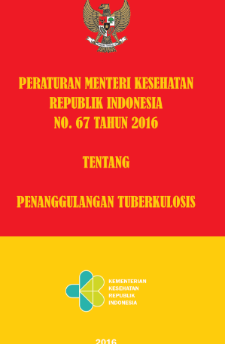 PERATURAN MENTERI KESEHATAN
REPUBLIK INDONESIA
NO. 67 TAHUN 2016
TENTANG
PENANGGULANGAN TUBERKULOSIS
KEMENTERIAN
KESEHATAN
REPUBLIK
INDONESIA
2016